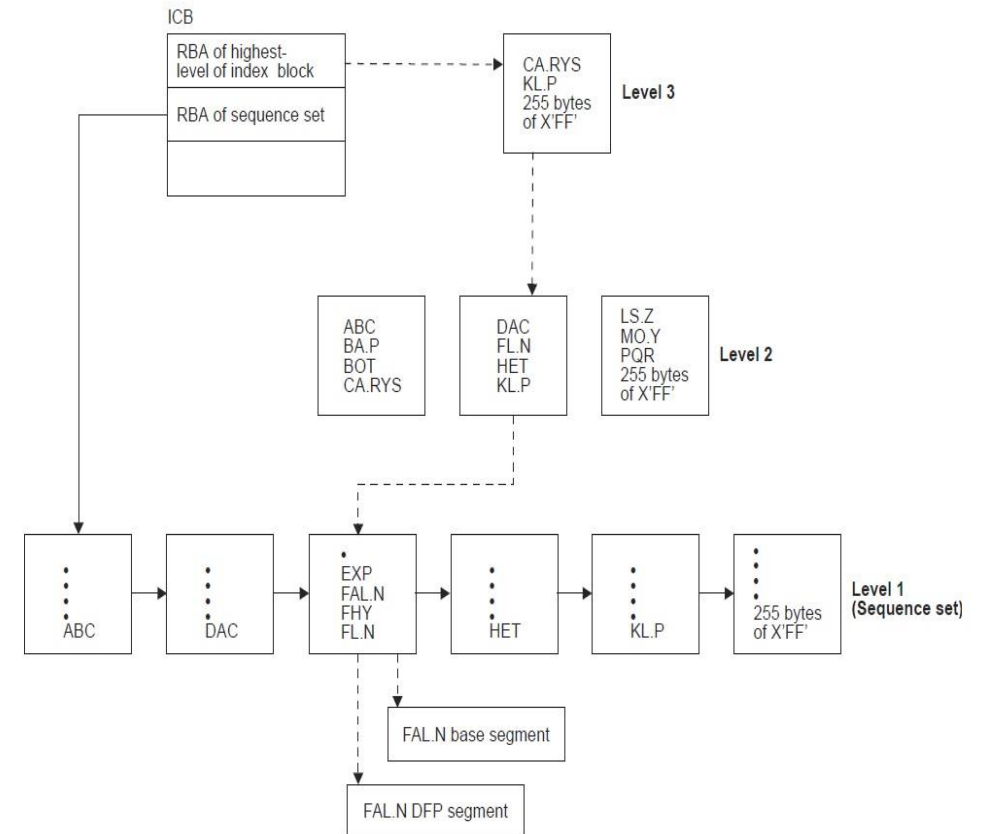 ICB
RBA of highest-
level of index block
RBA of sequence set
CA.RYS
KL.P
255 bytes
of X'FF'
Level 3
ABC
BA.P
BOT
CA.RYS
DAC
FL.N
HET
KL.P
LS.Z
MO.Y
PQR
255 bytes
of X'FF'
Level 2
ABC
DAC
EXP
FAL.N
FHY
FL.N
HET
KL.P
255 bytes
of X'FF'
Level 1
(Sequence set)
FAL.N base segment
FAL.N DFP segment